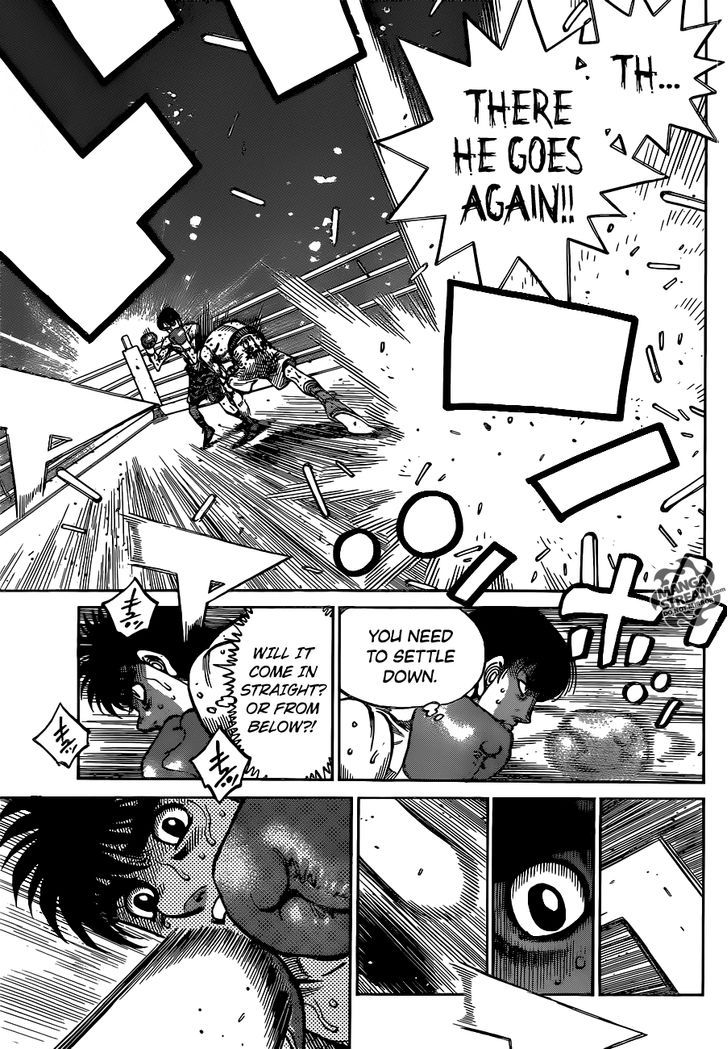 TH...
THERE
HE GOES
AGAIN!!
YOU NEED
TO SETTLE
DOWN.
WILL IT
COME IN
STRAIGHT?
OR FROM
BELOW?!
MANGA
STREAM.COM